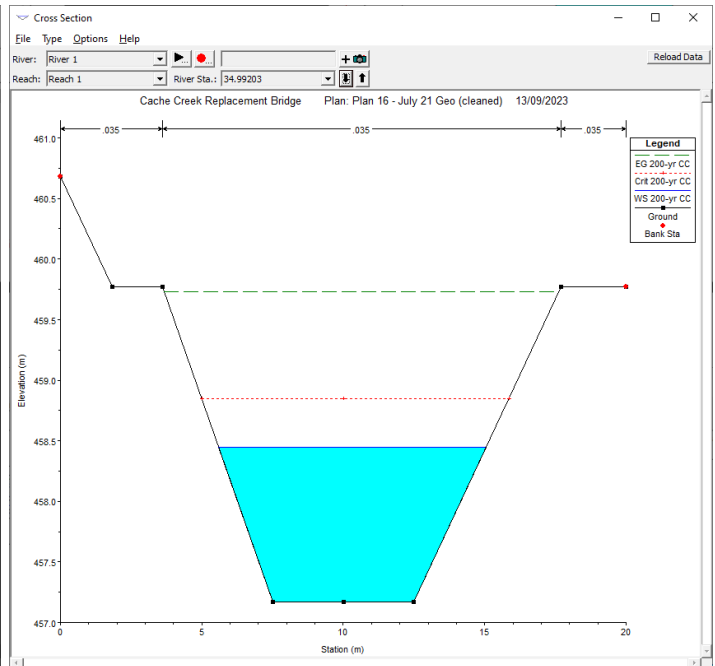 Cross Section
File Type Options Help
River: River 1
Reload Data
Reach: Reach 1 River Sta.: 34.99203
Cache Creek Replacement Bridge Plan: Plan 16 - July 21 Geo (cleaned) 13/09/2023
.035 .035 .035
461.0
460.5
460.0
459.5
459.0
458.5
458.0
457.5
457.0
Elevation (m)
0 5 10 15 20
Station (m)
Legend
EG 200-yr CC
Crit 200-yr CC
WS 200-yr CC
Ground
Bank Sta